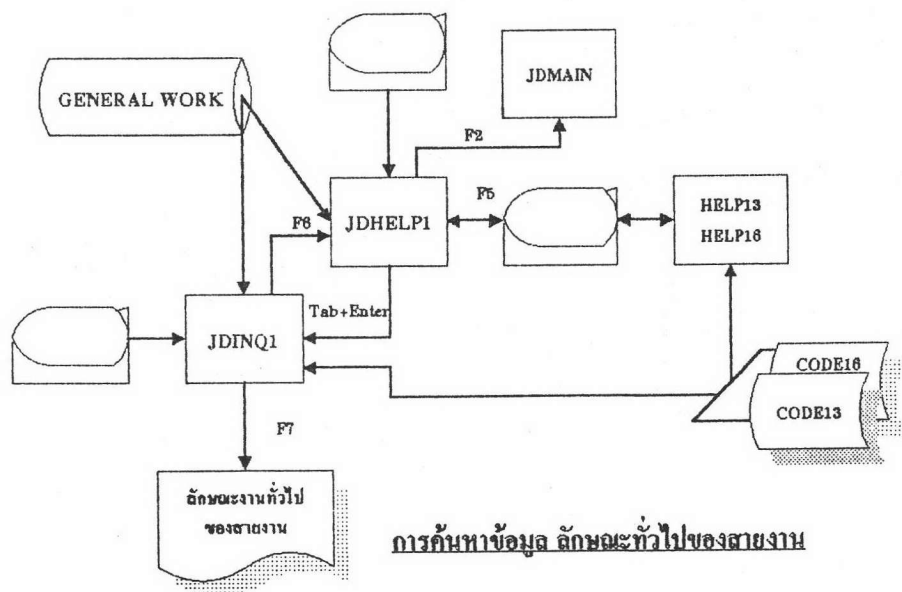 JDMAIN
GENERAL WORK
F2
JDHELP1
F5
HELP13
HELP16
F6
Tab+Enter
JDINQ1
CODE16
CODE13
F7
ลักษณะงานทั่วไป
ของสายงาน
การค้นหาข้อมูล ลักษณะทั่วไปของสายงาน